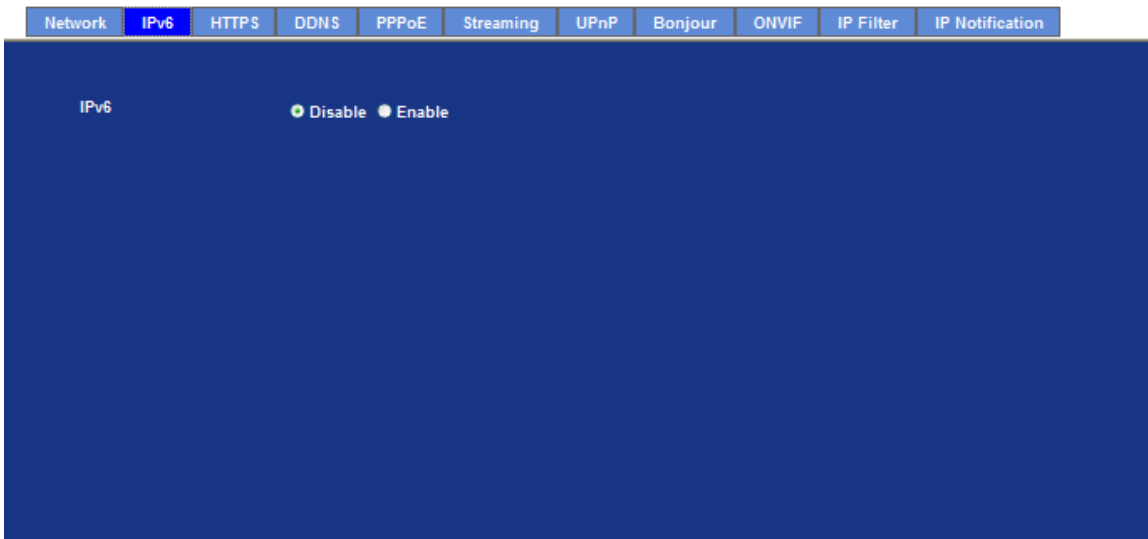 Network IPv6 HTTPS DDNS PPPoE Streaming UPnP Bonjour ONVIF IP Filter IP Notification
IPv6 Disable Enable